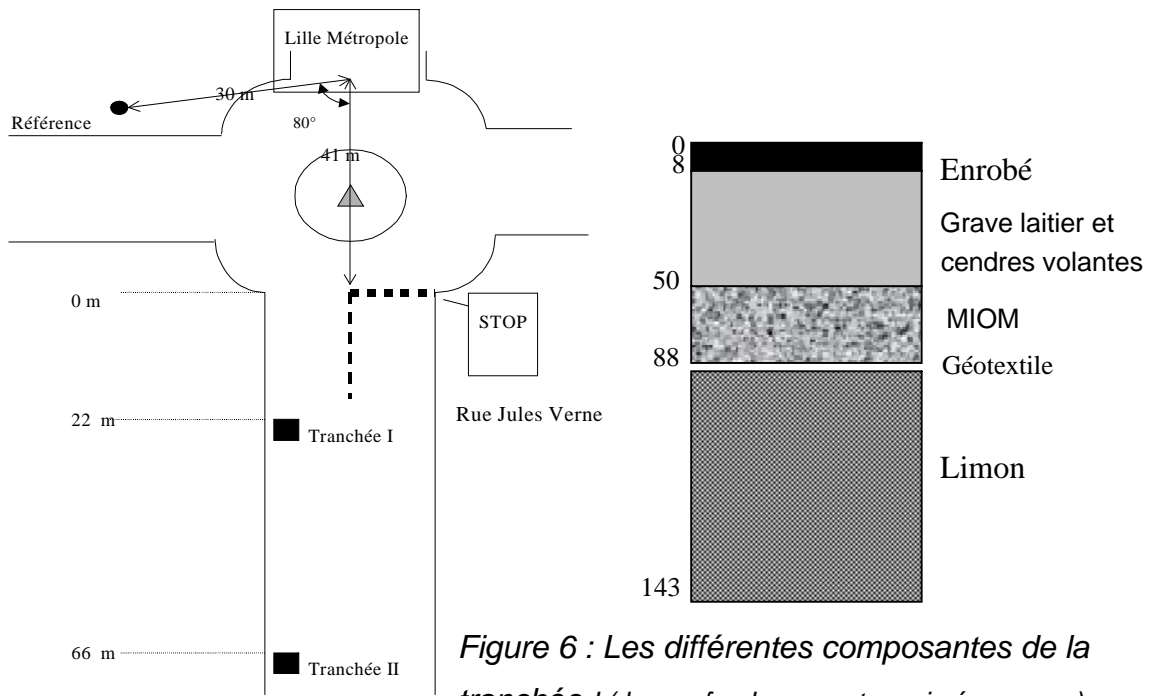 Lille Métropole
30 m
Référence
80°
41 m
0 m
STOP
22 m
Tranchée I
Rue Jules Verne
66 m
Tranchée II
0
8
Enrobé
Grave laitier et
cendres volantes
50
MIOM
88
Géotextile
Limon
143
Figure 6 : Les différentes composantes de la
tranchée I (